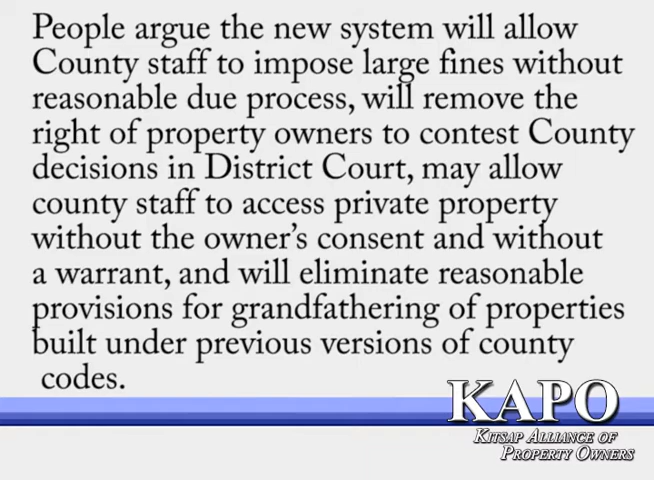 People argue the new system will allow
County staff to impose large fines without
reasonable due process, will remove the
right of property owners to contest County
decisions in District Court, may allow
county staff to access private property
without the owner's consent and without
a warrant, and will eliminate reasonable
provisions for grandfathering of properties
built under previous versions of county
codes.
KAPO
KITSAP ALLIANCE OF
PROPERTY OWNERS